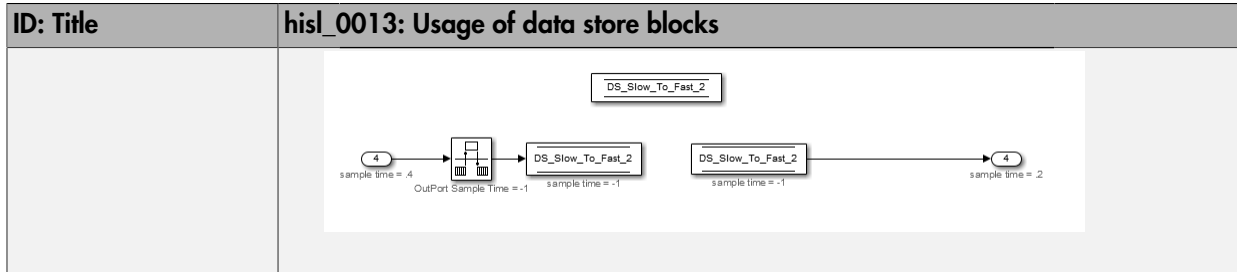 ID: Title hisl_0013: Usage of data store blocks
DS_Slow_To_Fast_2
4 DS_Slow_To_Fast_2 DS_Slow_To_Fast_2 4
sample time = .4 OutPort Sample Time = -1 sample time = -1 sample time = -1 sample time = .2